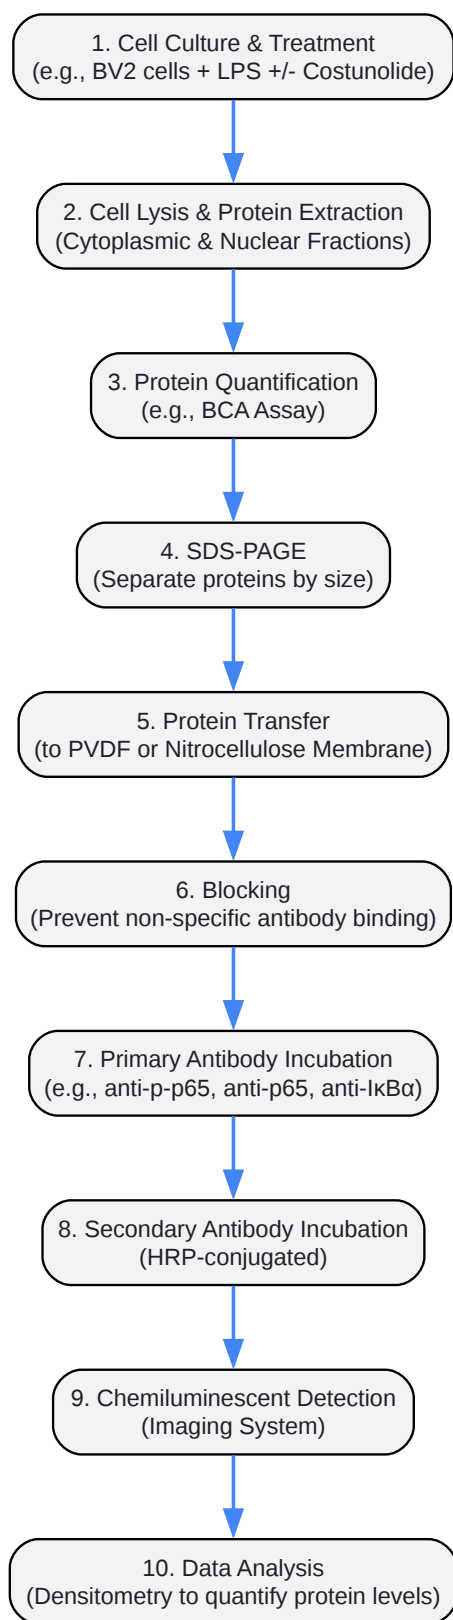 1. Cell Culture & Treatment
(e.g., BV2 cells + LPS +/- Costunolide)
2. Cell Lysis & Protein Extraction
(Cytoplasmic & Nuclear Fractions)
3. Protein Quantification
(e.g., BCA Assay)
4. SDS-PAGE
(Separate proteins by size)
5. Protein Transfer
(to PVDF or Nitrocellulose Membrane)
6. Blocking
(Prevent non-specific antibody binding)
7. Primary Antibody Incubation
(e.g., anti-p-p65, anti-p65, anti-IκBα)
8. Secondary Antibody Incubation
(HRP-conjugated)
9. Chemiluminescent Detection
(Imaging System)
10. Data Analysis
(Densitometry to quantify protein levels)